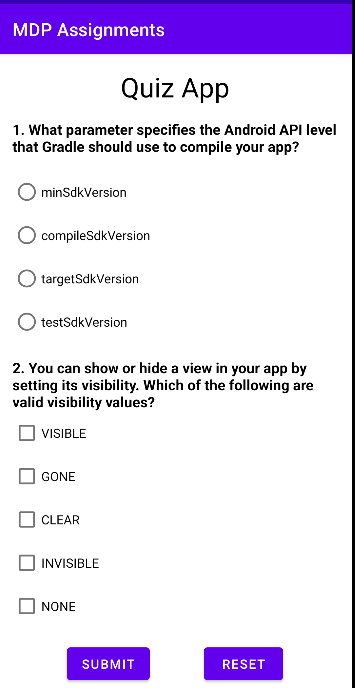 MDP Assignments
Quiz App
1. What parameter specifies the Android API level
that Gradle should use to compile your app?
minSdkVersion
compileSdkVersion
targetSdkVersion
testSdkVersion
2. You can show or hide a view in your app by
setting its visibility. Which of the following are
valid visibility values?
VISIBLE
GONE
CLEAR
INVISIBLE
NONE
SUBMIT RESET